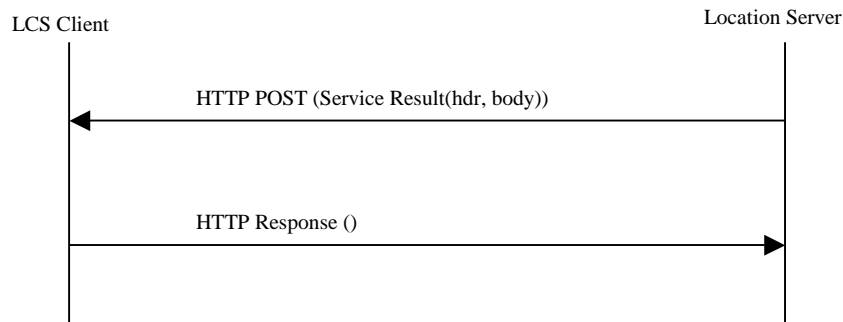 LCS Client
Location Server
HTTP POST (Service Result(hdr, body))
HTTP Response ()